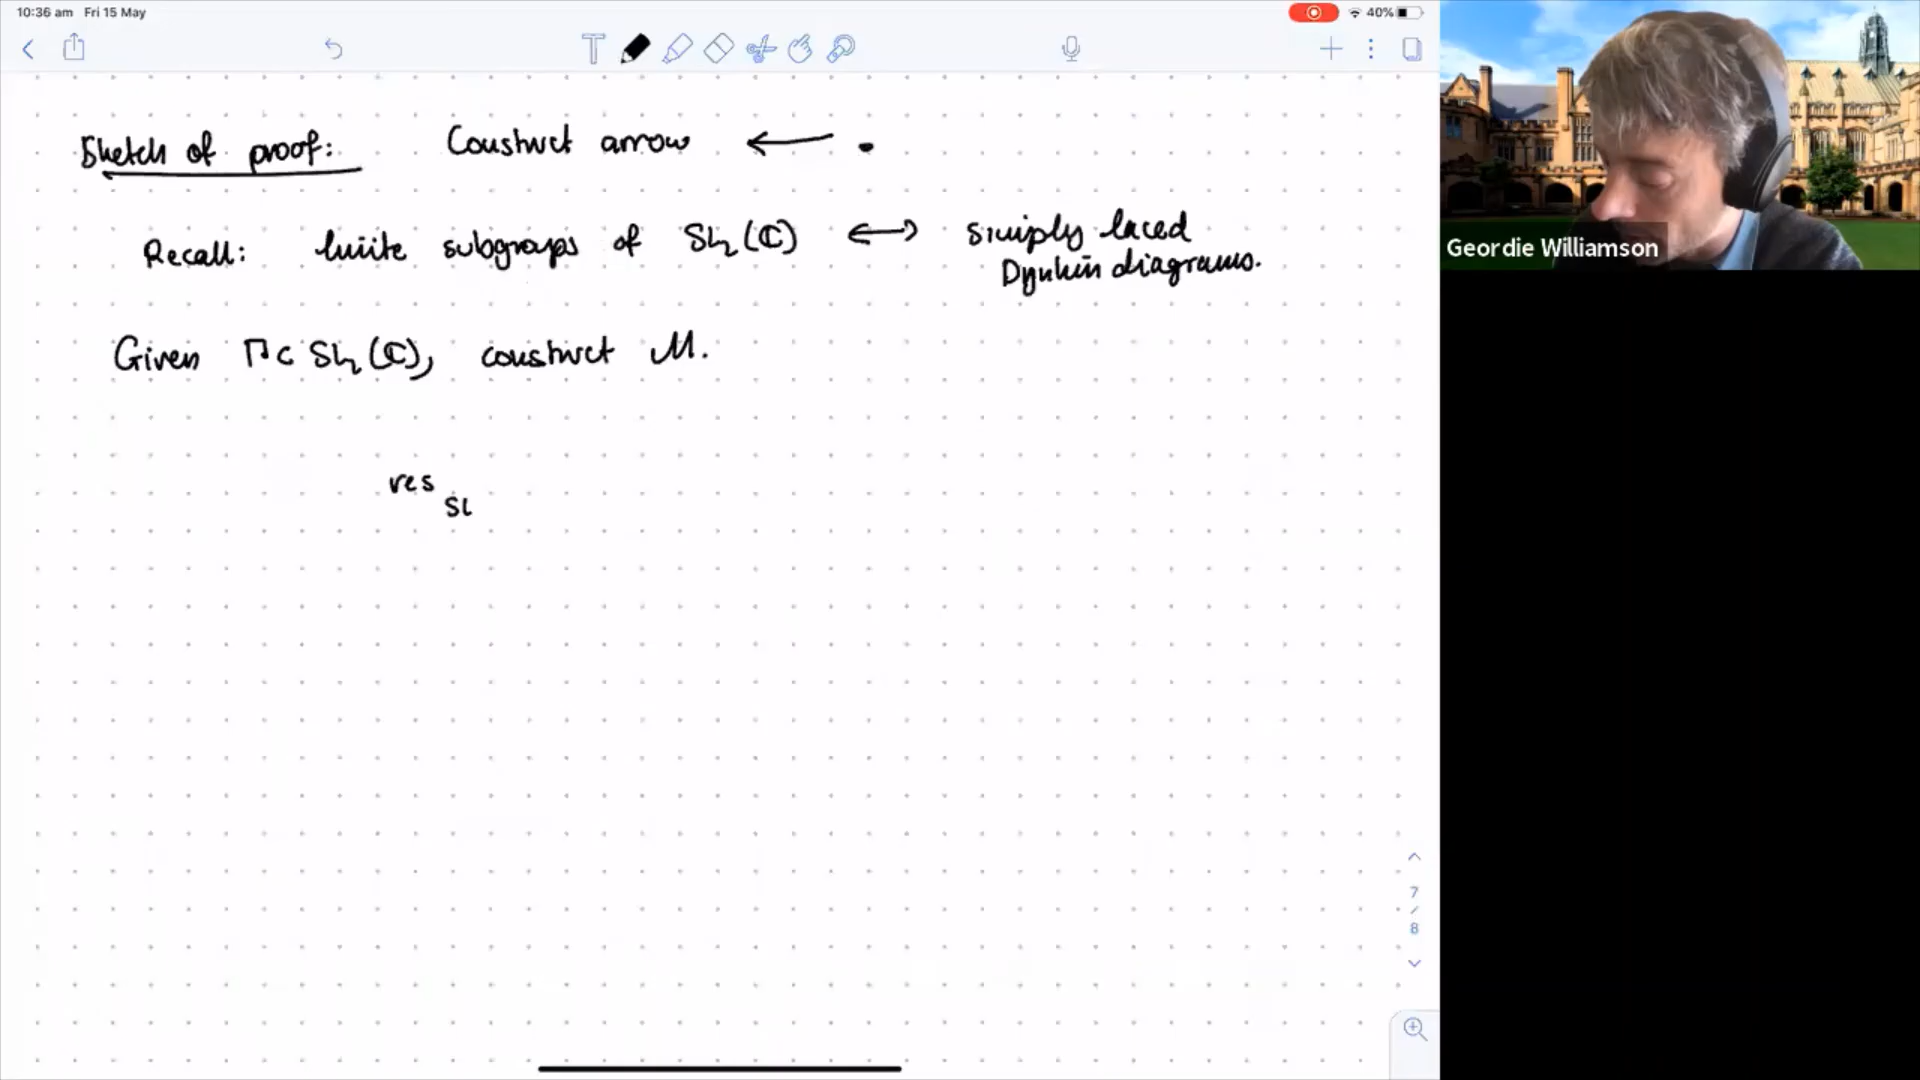 10:36 am Fri 15 May
40%
Sketch of proof: Construct arrow ← .
Recall: finite subgroups of SL₂(ℂ) ↔ simply laced
Dynkin diagrams.
Given Γ ⊂ SL₂(ℂ), construct M.
res
SL
Geordie Williamson
7
/
8